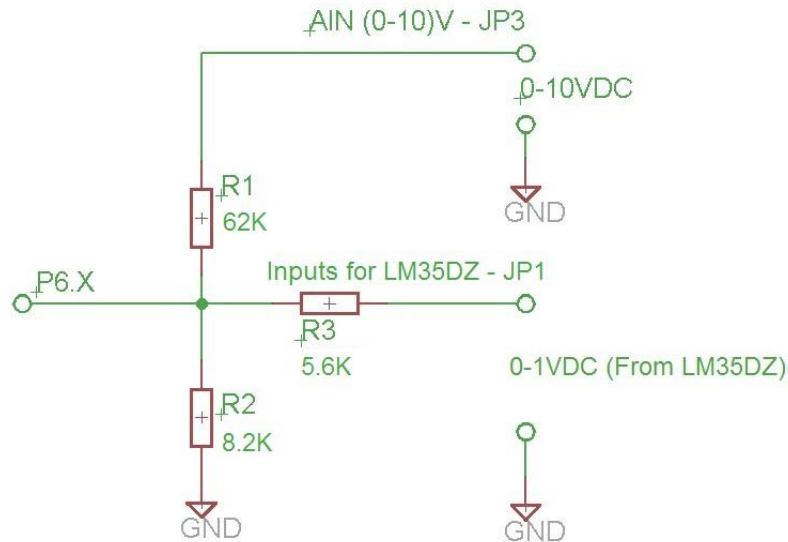 AIN (0-10)V - JP3
0-10VDC
GND
R1
62K
P6.X
Inputs for LM35DZ - JP1
R3
5.6K
0-1VDC (From LM35DZ)
R2
8.2K
GND
GND